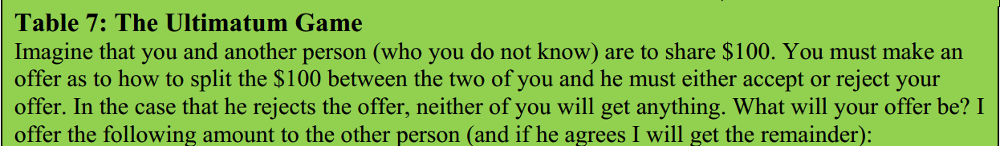 Table 7: The Ultimatum Game
Imagine that you and another person (who you do not know) are to share $100. You must make an
offer as to how to split the $100 between the two of you and he must either accept or reject your
offer. In the case that he rejects the offer, neither of you will get anything. What will your offer be? I
offer the following amount to the other person (and if he agrees I will get the remainder):